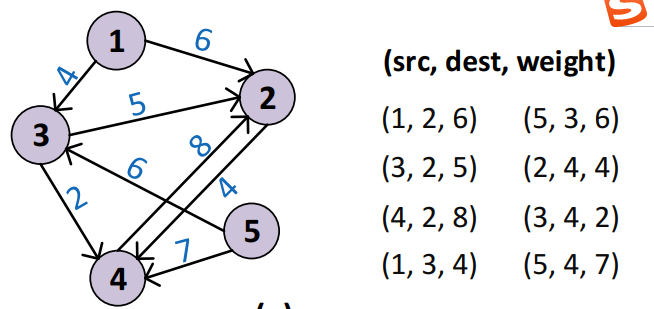 1
6
(src, dest, weight)
4
2
5
(1, 2, 6) (5, 3, 6)
3
8
6
(3, 2, 5) (2, 4, 4)
2
4
(4, 2, 8) (3, 4, 2)
5
7
4
(1, 3, 4) (5, 4, 7)